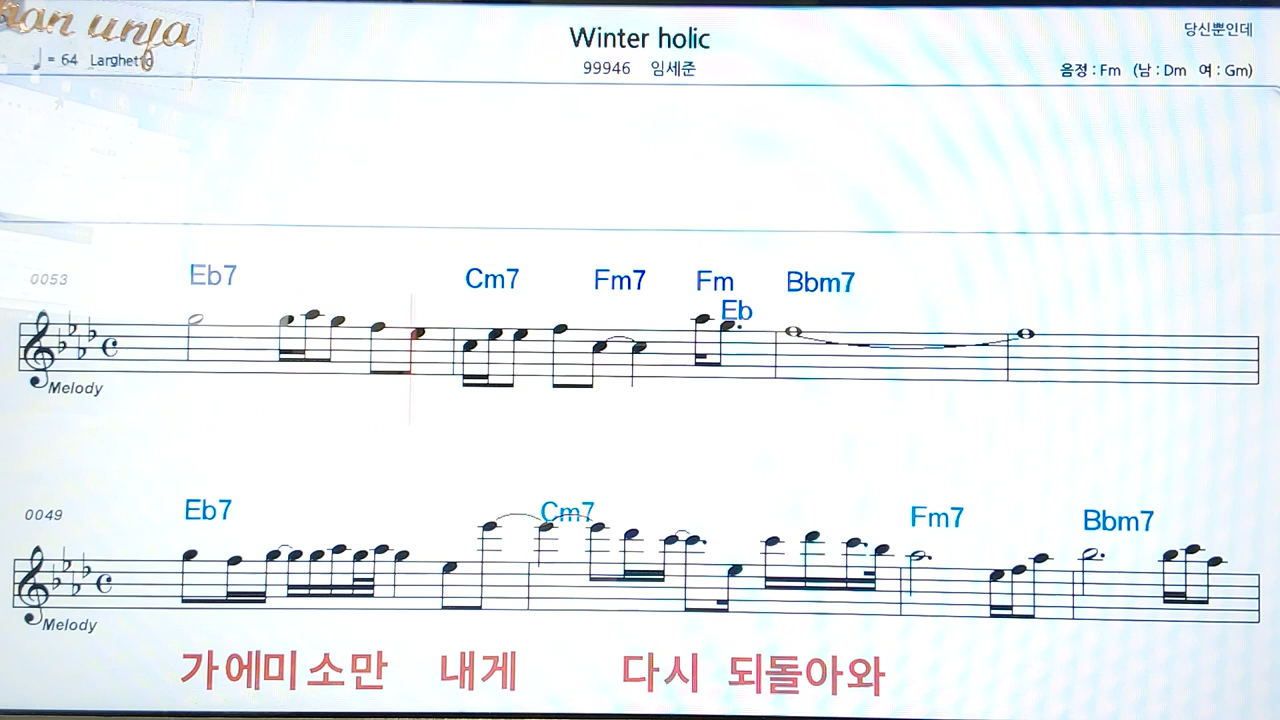 an unja
Winter holic
당신뿐인데
♩ = 64 Larghetto
99946 임세준
음정 : Fm (남 : Dm 여 : Gm)
0053
Eb7 Cm7 Fm7 Fm Eb Bbm7
Melody
0049
Eb7 Cm7 Fm7 Bbm7
Melody
가에미 소만 내게 다시 되돌아와